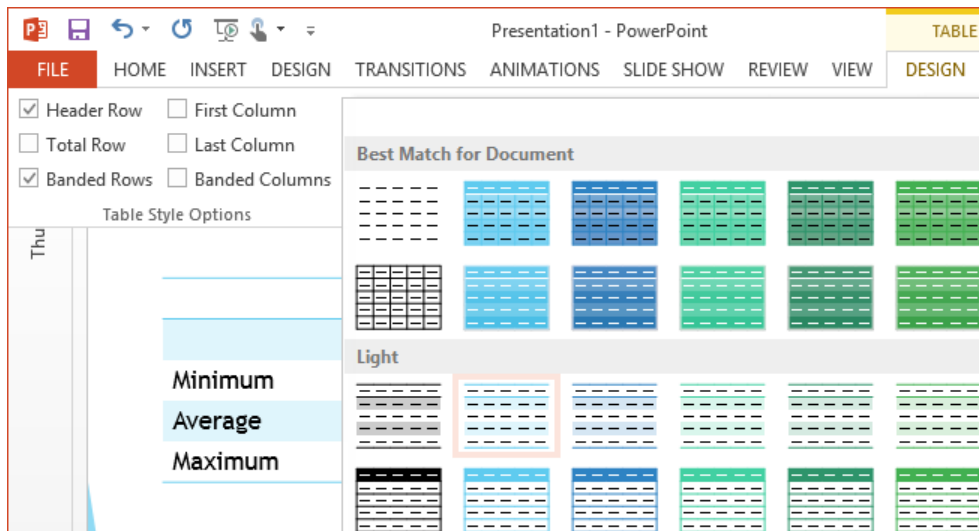 Presentation1 - PowerPoint
TABLE
FILE HOME INSERT DESIGN TRANSITIONS ANIMATIONS SLIDE SHOW REVIEW VIEW DESIGN
Header Row First Column
Total Row Last Column
Banded Rows Banded Columns
Table Style Options
Best Match for Document
Light
Thu
Minimum
Average
Maximum